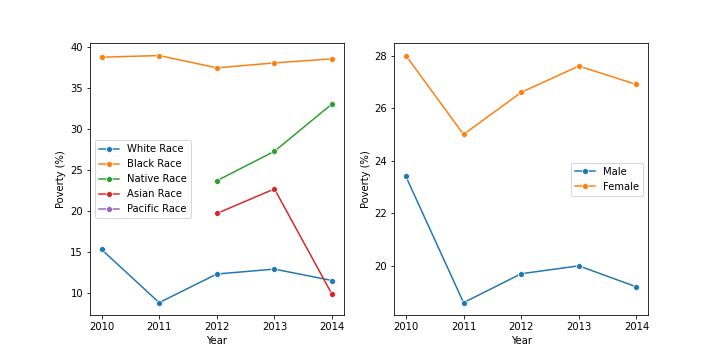 40
35
30
25
20
15
10
Poverty (%)
White Race
Black Race
Native Race
Asian Race
Pacific Race
2010 2011 2012 2013 2014
Year
28
26
24
22
20
Poverty (%)
Male
Female
2010 2011 2012 2013 2014
Year